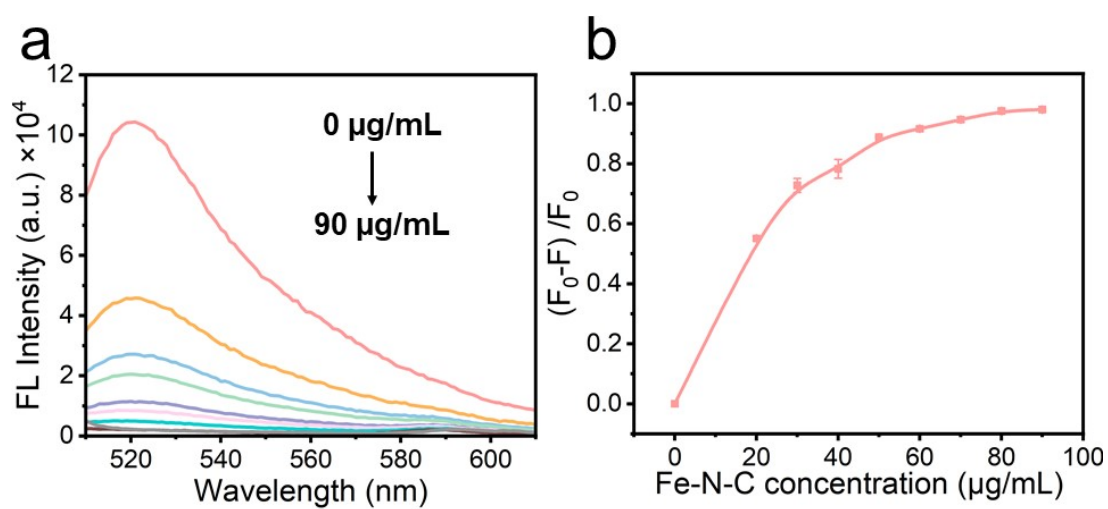 a
12
10
8
6
4
2
0
FL Intensity (a.u.) ×10⁴
0 µg/mL
90 µg/mL
520 540 560 580 600
Wavelength (nm)
b
1.0
0.8
0.6
0.4
0.2
0.0
(F₀-F) /F₀
0 20 40 60 80 100
Fe-N-C concentration (µg/mL)